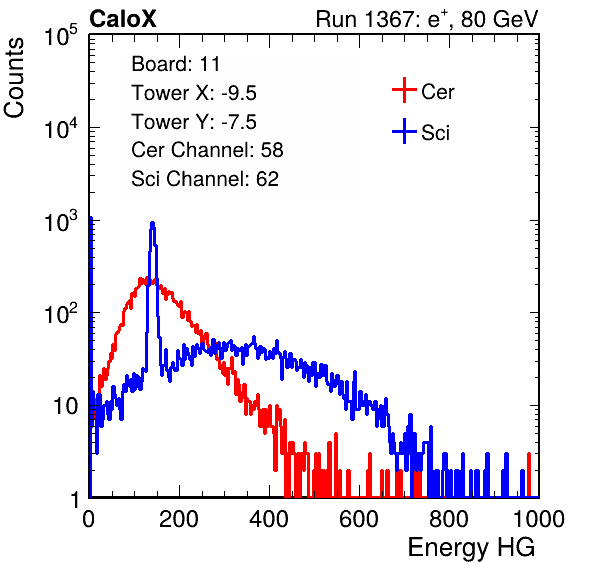 CaloX Run 1367: e⁺, 80 GeV
Board: 11
Tower X: -9.5
Tower Y: -7.5
Cer Channel: 58
Sci Channel: 62
Cer
Sci
Counts
10⁵
10⁴
10³
10²
10
1
0 200 400 600 800 1000
Energy HG